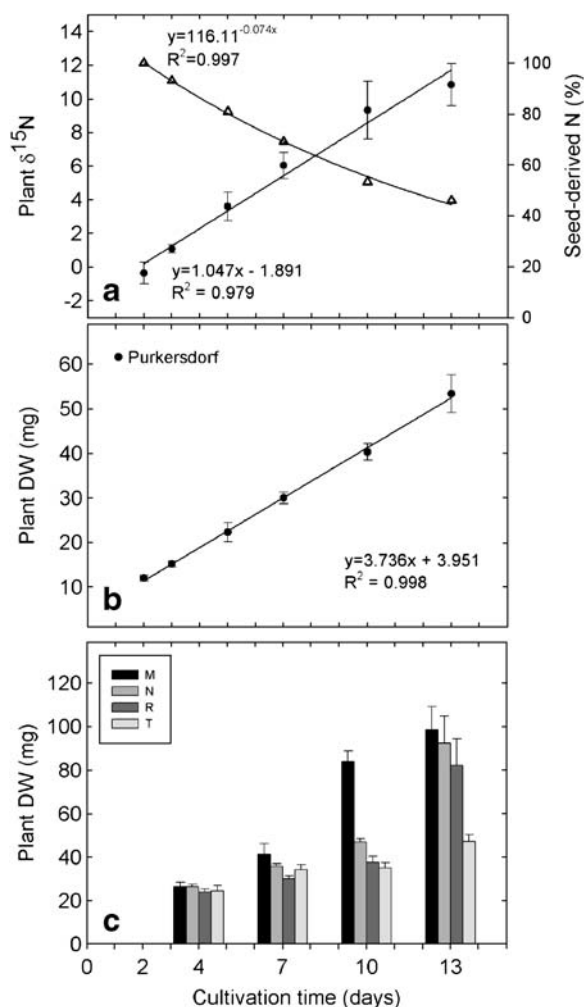 14
12
10
8
6
4
2
0
-2
Plant δ15N
y=116.11-0.074x
R2=0.997
y=1.047x - 1.891
R2 = 0.979
a
100
80
60
40
20
0
Seed-derived N (%)
60
50
40
30
20
10
Plant DW (mg)
Purkersdorf
y=3.736x + 3.951
R2 = 0.998
b
120
100
80
60
40
20
0
Plant DW (mg)
M
N
R
T
c
0 2 4 7 10 13
Cultivation time (days)